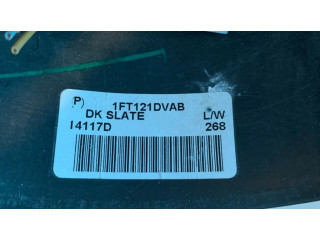 P) 1FT121DVAB
DK SLATE L/W
I4117D 268